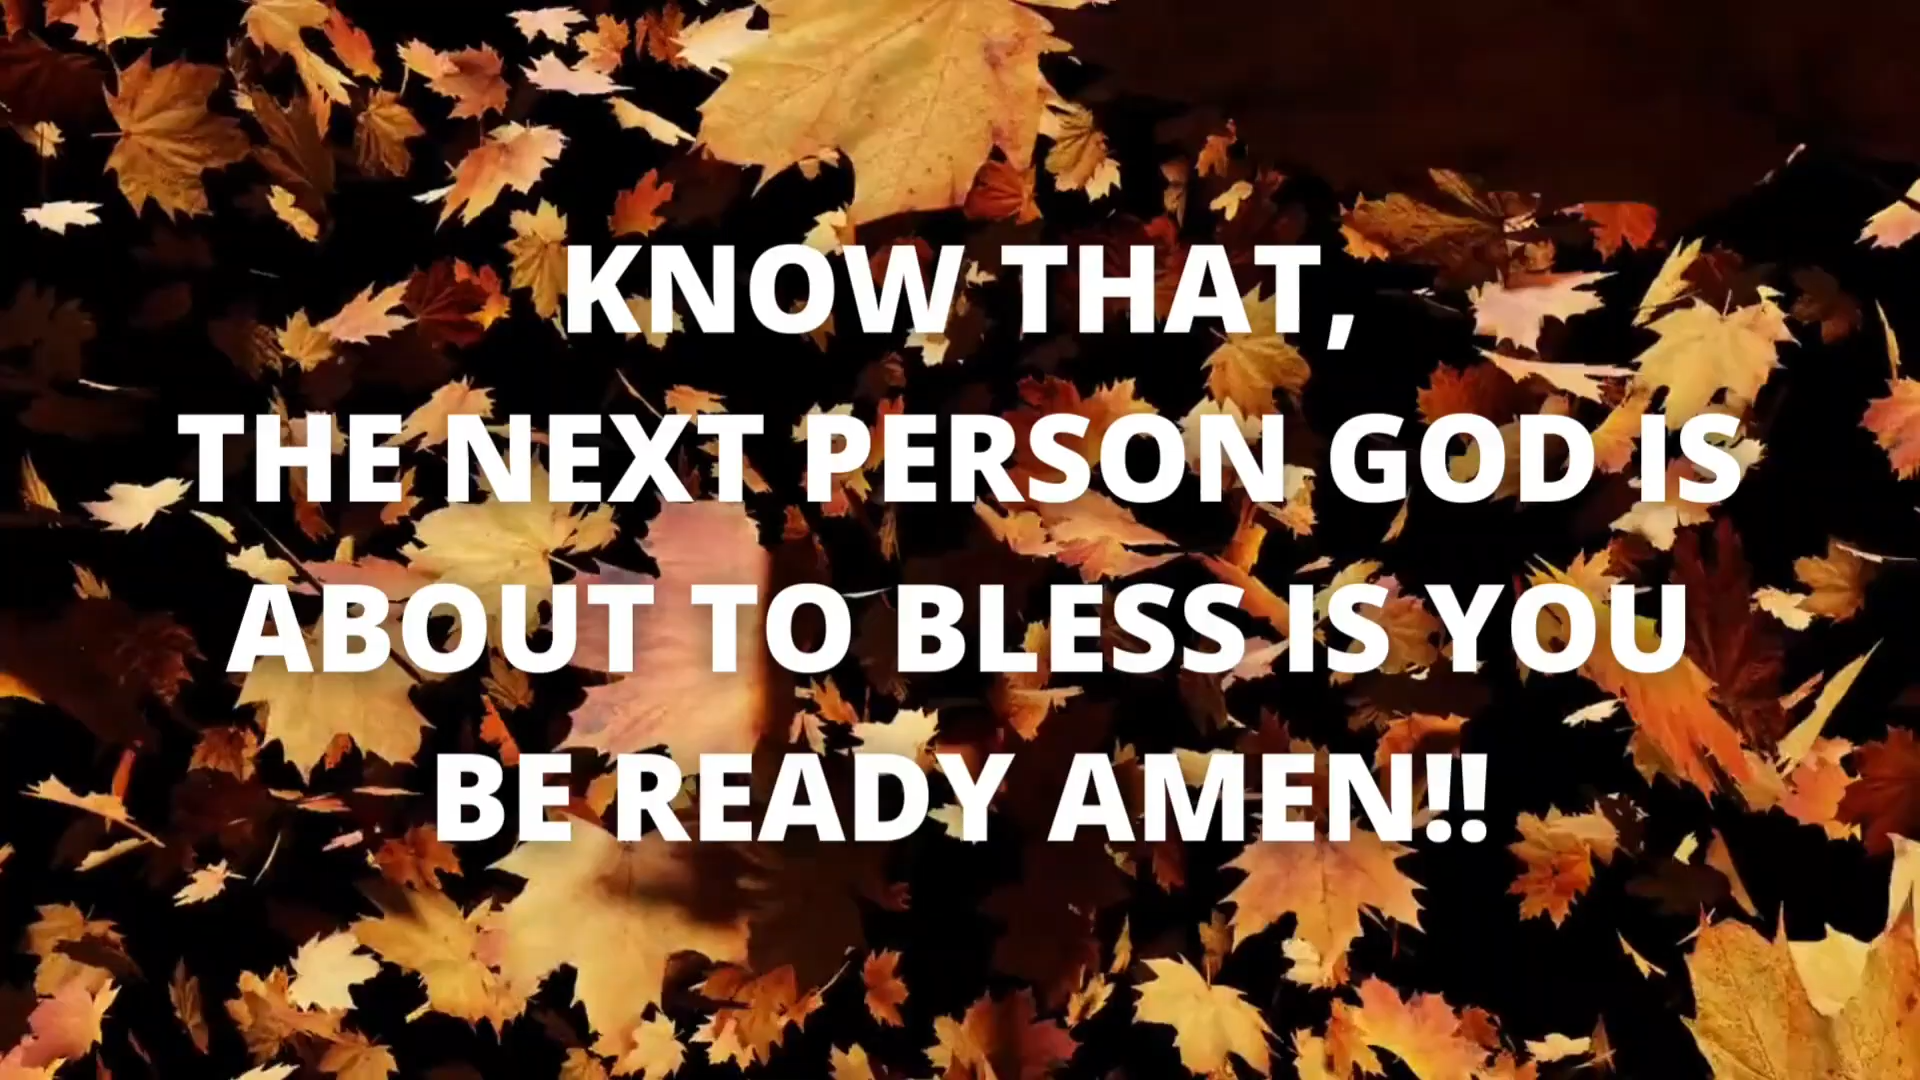 KNOW THAT,
THE NEXT PERSON GOD IS
ABOUT TO BLESS IS YOU
BE READY AMEN!!